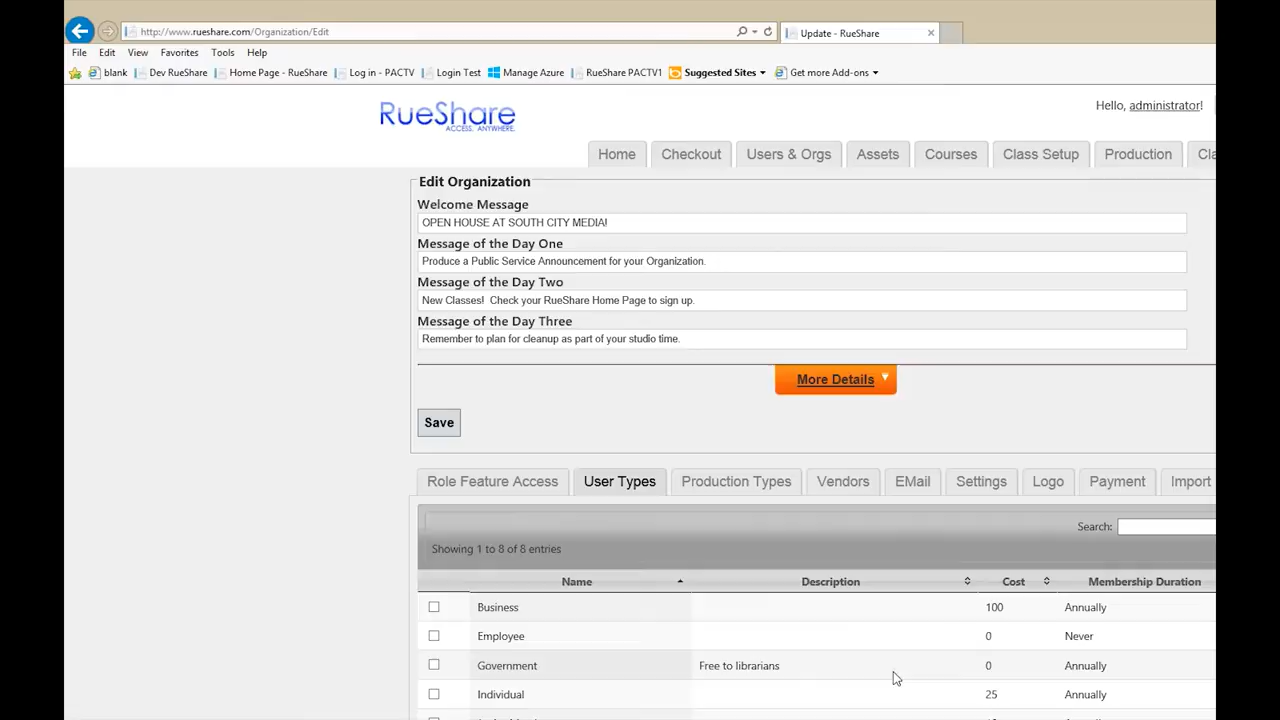 http://www.rueshare.com/Organization/Edit
Update - RueShare
File Edit View Favorites Tools Help
blank Dev RueShare Home Page - RueShare Log in - PACTV Login Test Manage Azure RueShare PACTV1 Suggested Sites Get more Add-ons
RueShare
ACCESS. ANYWHERE.
Hello, administrator!
Home Checkout Users & Orgs Assets Courses Class Setup Production Cla
Edit Organization
Welcome Message
OPEN HOUSE AT SOUTH CITY MEDIA!
Message of the Day One
Produce a Public Service Announcement for your Organization.
Message of the Day Two
New Classes! Check your RueShare Home Page to sign up.
Message of the Day Three
Remember to plan for cleanup as part of your studio time.
More Details
Save
Role Feature Access User Types Production Types Vendors EMail Settings Logo Payment Import
Search:
Showing 1 to 8 of 8 entries
Name Description Cost Membership Duration
Business 100 Annually
Employee 0 Never
Government Free to librarians 0 Annually
Individual 25 Annually